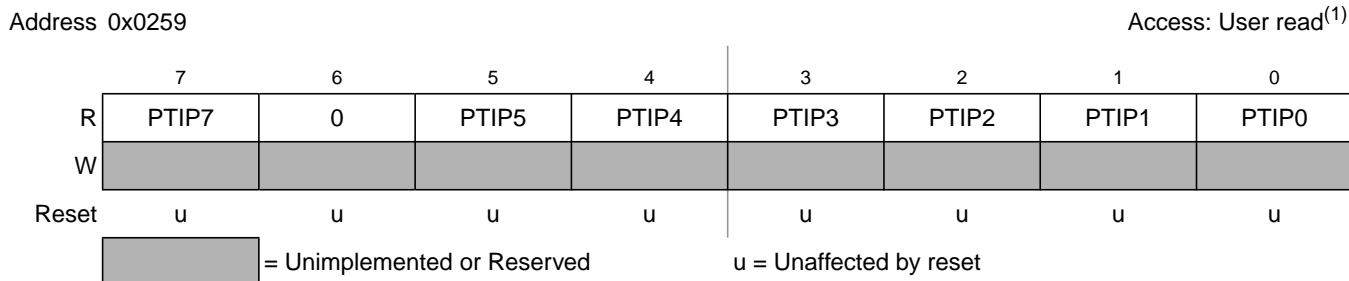 Address 0x0259 Access: User read(1)
7 6 5 4 3 2 1 0
R PTIP7 0 PTIP5 PTIP4 PTIP3 PTIP2 PTIP1 PTIP0
W
Reset u u u u u u u u
= Unimplemented or Reserved u = Unaffected by reset